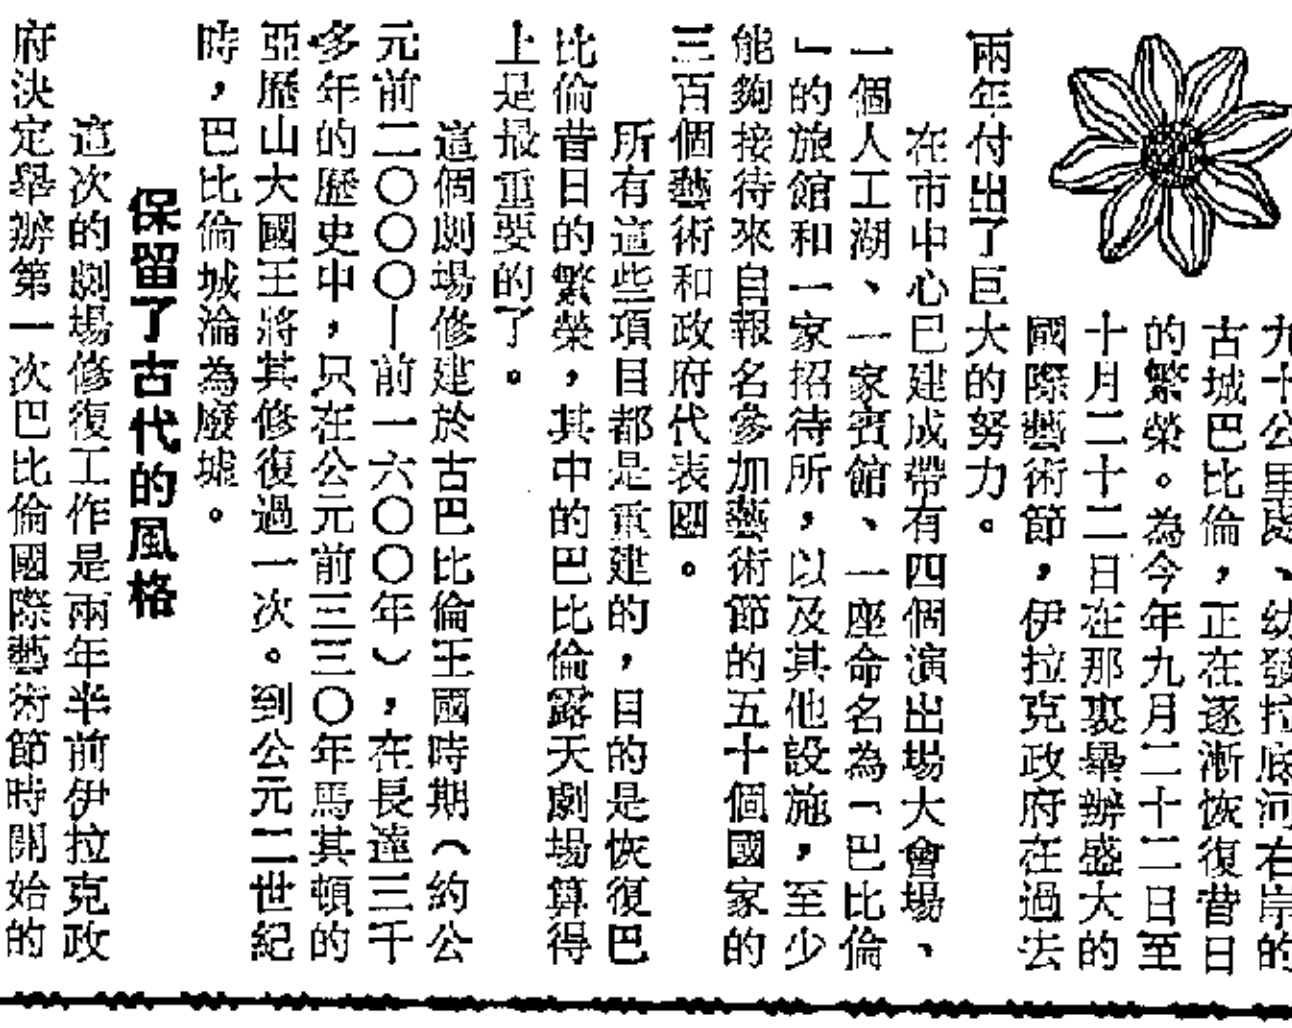 九十公里處、幼發拉底河右岸的
古城巴比倫，正在逐漸恢復昔日
的繁榮。為今年九月二十二日至
十月二十二日在那裏舉辦盛大的
國際藝術節，伊拉克政府在過去
兩年付出了巨大的努力。
在市中心已建成帶有四個演出場大會場、
一個人工湖、一家賓館、一座命名為「巴比倫
」的旅館和一家招待所，以及其他設施，至少
能夠接待來自報名參加藝術節的五十個國家的
三百個藝術和政府代表團。
所有這些項目都是重建的，目的是恢復巴
比倫昔日的繁榮，其中的巴比倫露天劇場算得
上是最重要的了。
這個劇場修建於古巴比倫王國時期（約公
元前二〇〇〇—前一六〇〇年），在長達三千
多年的歷史中，只在公元前三三〇年馬其頓的
亞歷山大國王將其修復過一次。到公元二世紀
時，巴比倫城淪為廢墟。
保留了古代的風格
這次的劇場修復工作是兩年半前伊拉克政
府決定舉辦第一次巴比倫國際藝術節時開始的